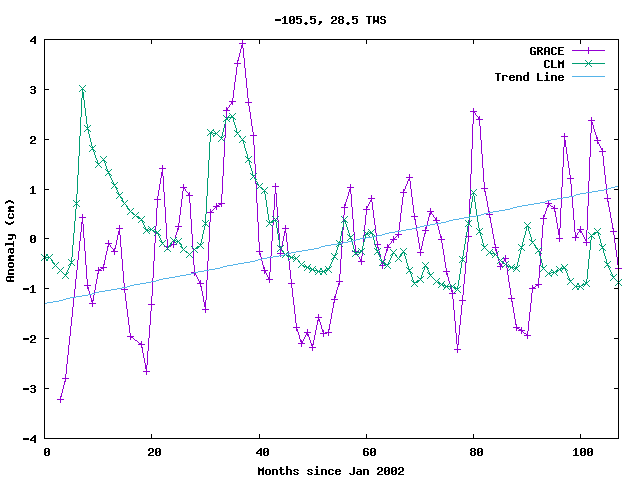 -105.5, 28.5 TWS
GRACE
CLM
Trend Line
4
3
2
1
0
-1
-2
-3
-4
Anomaly (cm)
0 20 40 60 80 100
Months since Jan 2002